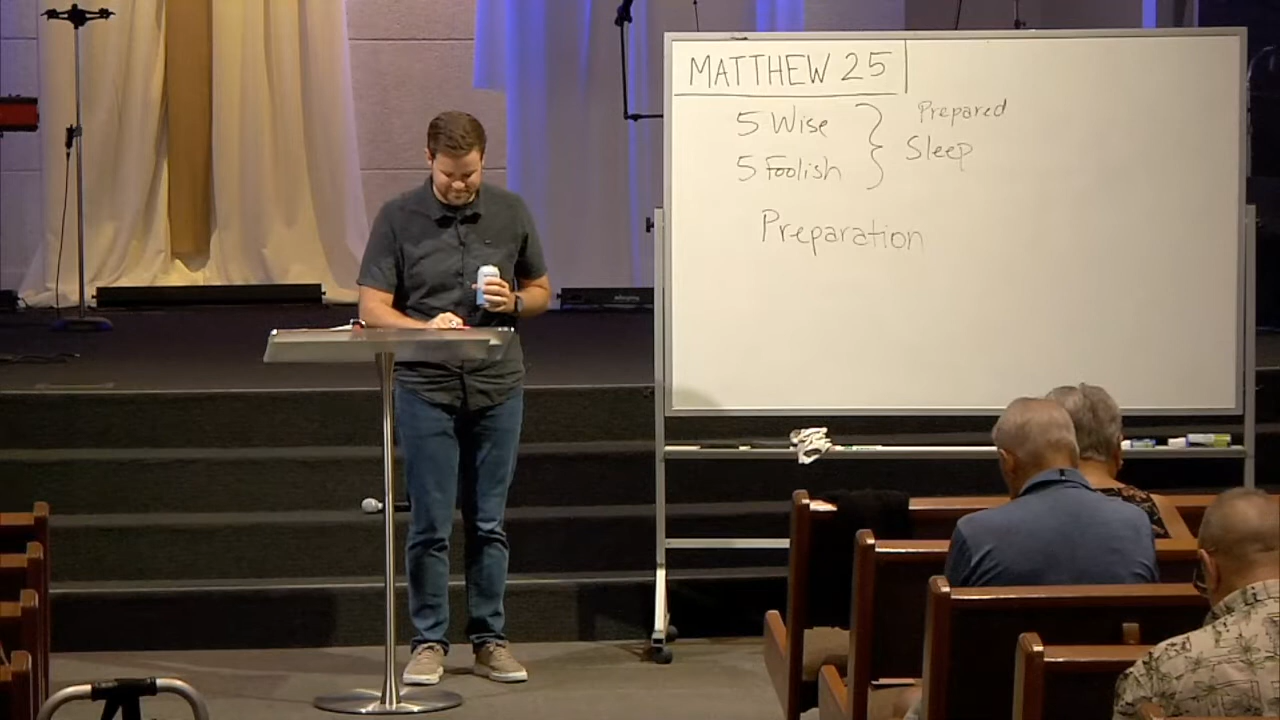 MATTHEW 25
5 Wise
5 Foolish
Prepared
Sleep
Preparation